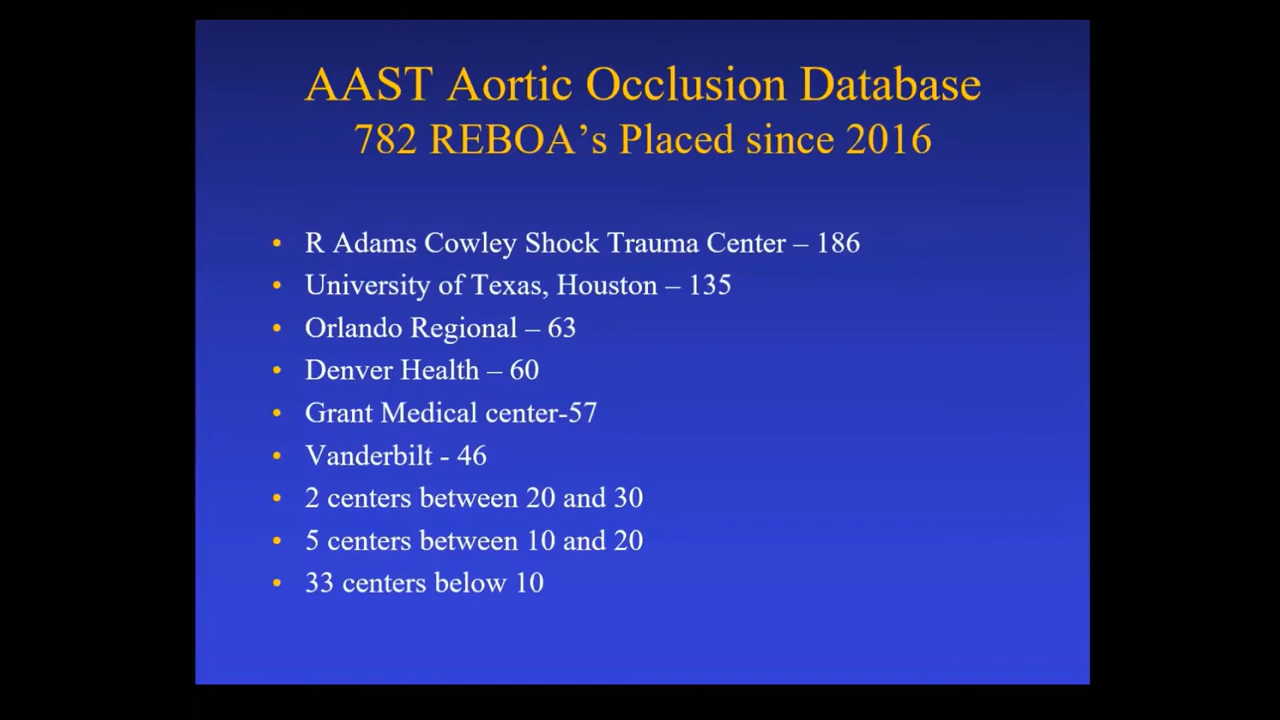 AAST Aortic Occlusion Database
782 REBOA’s Placed since 2016
• R Adams Cowley Shock Trauma Center – 186
• University of Texas, Houston – 135
• Orlando Regional – 63
• Denver Health – 60
• Grant Medical center-57
• Vanderbilt - 46
• 2 centers between 20 and 30
• 5 centers between 10 and 20
• 33 centers below 10